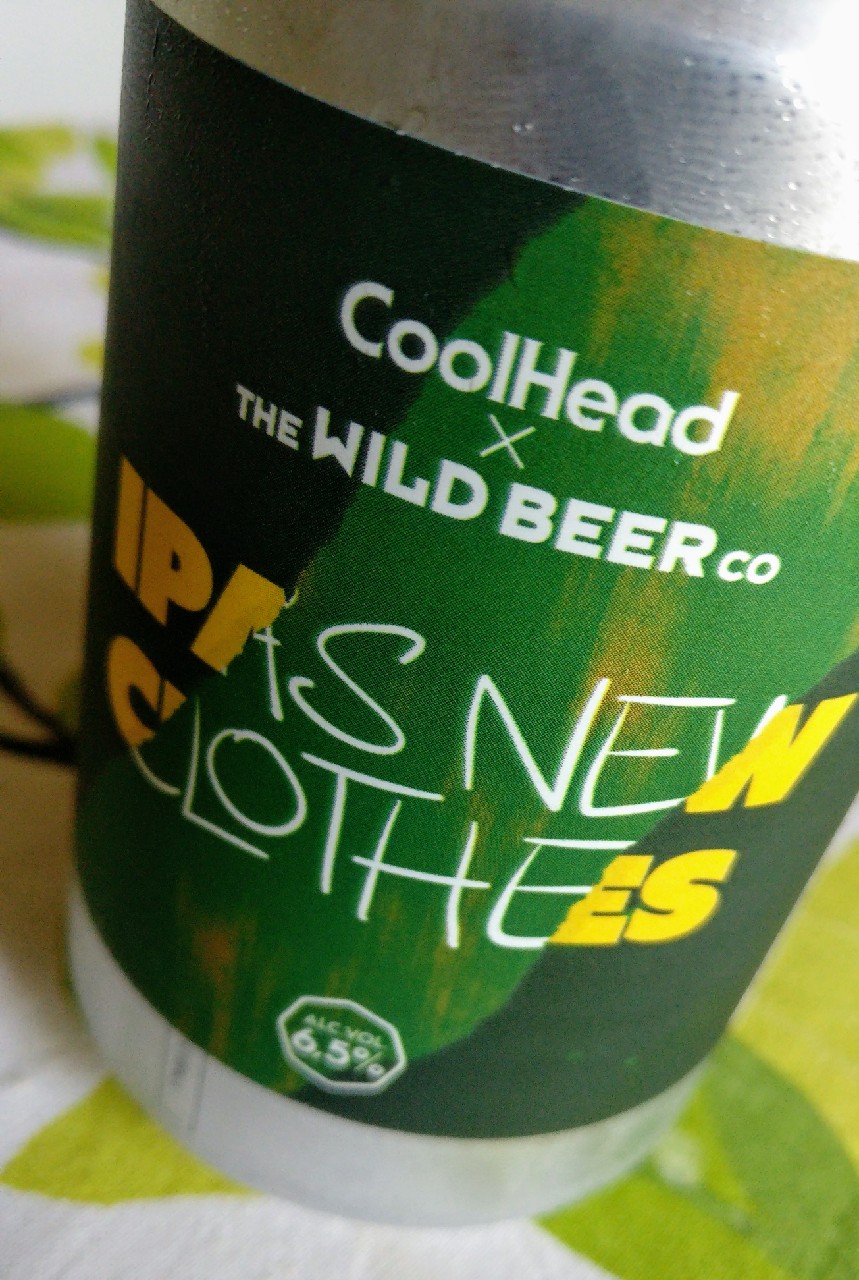 CoolHead
X
THE WILD BEER CO
IPA'S NEW
CLOTHES
ALC.VOL
6,5%